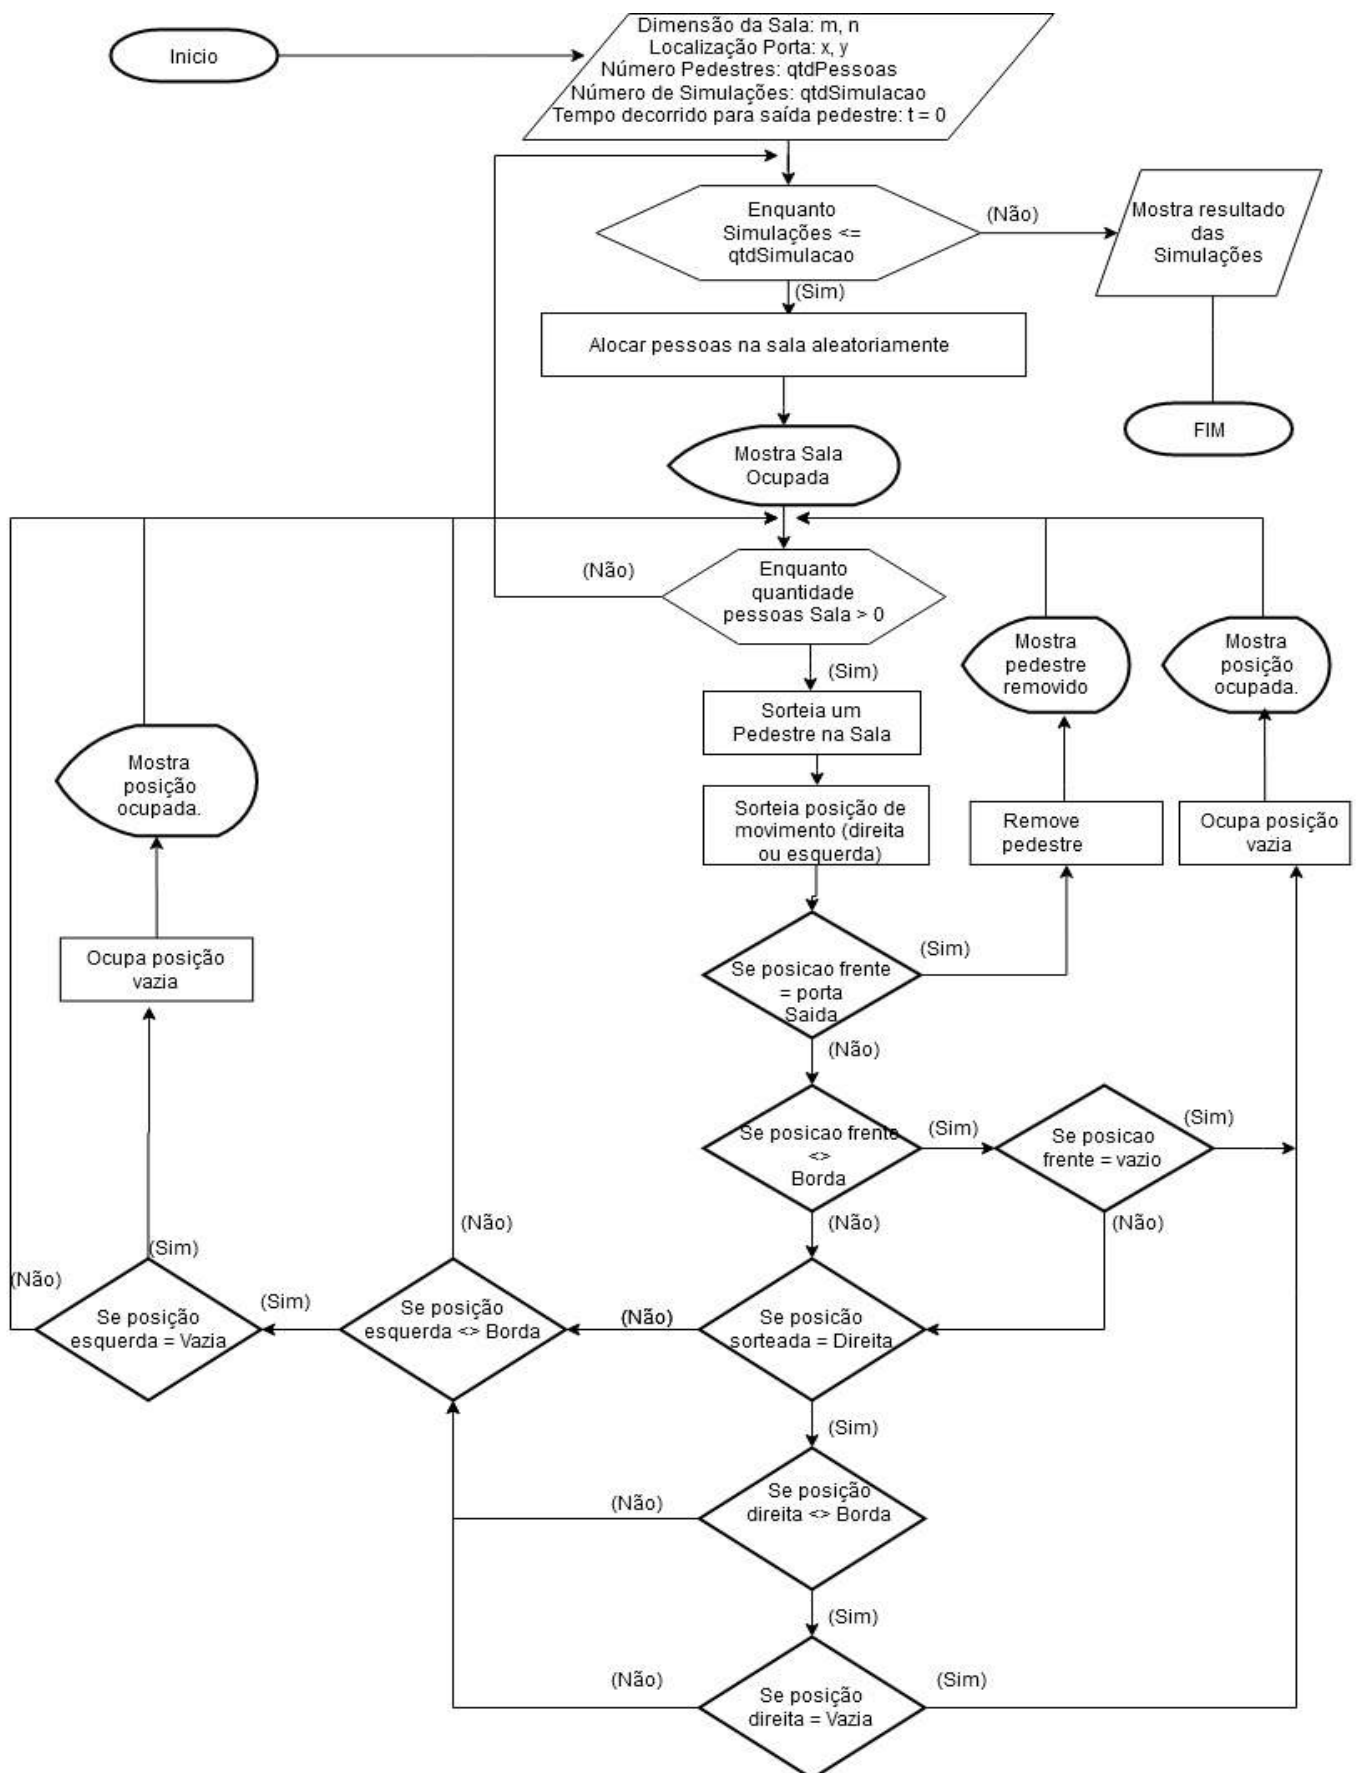 Inicio
Dimensão da Sala: m, n
Localização Porta: x, y
Número Pedestres: qtdPessoas
Número de Simulações: qtdSimulacao
Tempo decorrido para saída pedestre: t = 0
Enquanto
Simulações <=
qtdSimulacao
(Não)
Mostra resultado
das
Simulações
(Sim)
Alocar pessoas na sala aleatoriamente
FIM
Mostra Sala
Ocupada
(Não)
Enquanto
quantidade
pessoas Sala > 0
Mostra
pedestre
removido
Mostra
posição
ocupada.
(Sim)
Sorteia um
Pedestre na Sala
Mostra
posição
ocupada.
Sorteia posição de
movimento (direita
ou esquerda)
Remove
pedestre
Ocupa posição
vazia
Ocupa posição
vazia
Se posicao frente
= porta
Saida
(Sim)
(Não)
Se posicao frente
<>
Borda
(Sim)
Se posicao
frente = vazio
(Sim)
(Não)
(Não)
(Não)
(Sim)
(Não)
Se posição
esquerda = Vazia
(Sim)
Se posição
esquerda <> Borda
(Não)
Se posição
sorteada = Direita
(Sim)
Se posição
direita <> Borda
(Não)
(Sim)
Se posição
direita = Vazia
(Não)
(Sim)